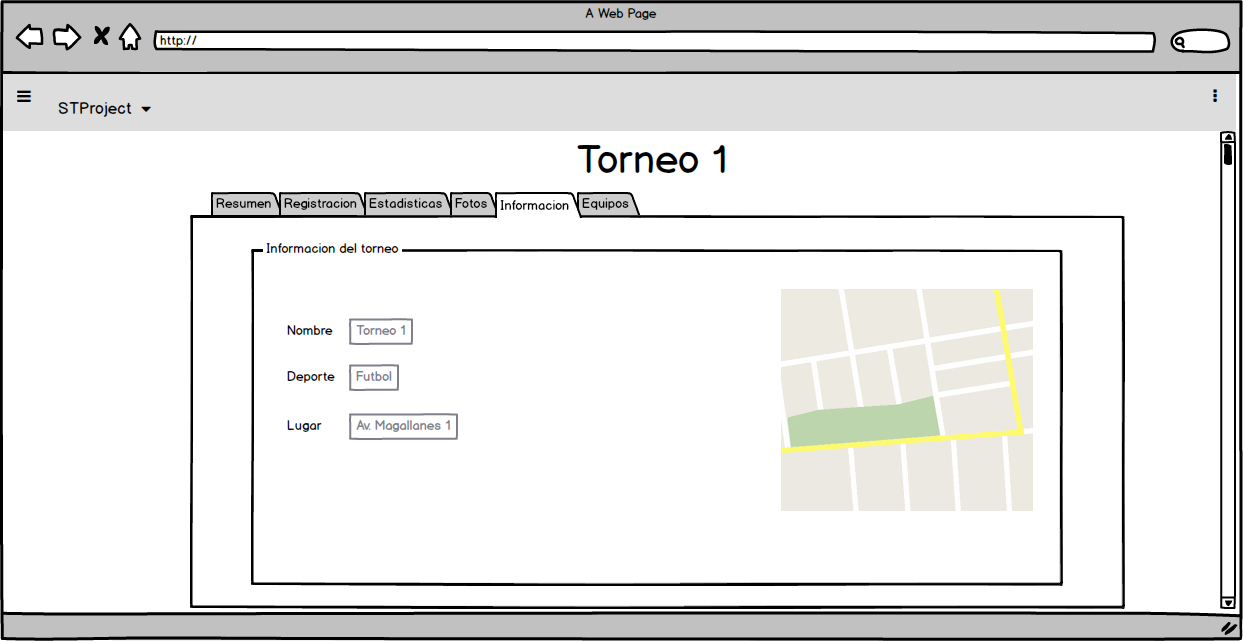 A Web Page
http://
STProject
Torneo 1
Resumen Registracion Estadisticas Fotos Informacion Equipos
Informacion del torneo
Nombre Torneo 1
Deporte Futbol
Lugar Av. Magallanes 1